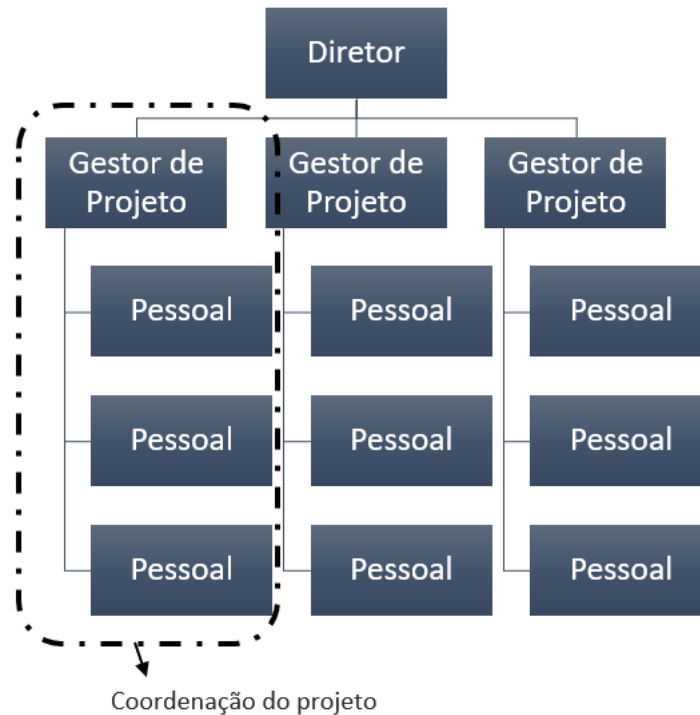 Diretor
Gestor de
Projeto
Gestor de
Projeto
Gestor de
Projeto
Pessoal
Pessoal
Pessoal
Pessoal
Pessoal
Pessoal
Pessoal
Pessoal
Pessoal
Coordenação do projeto